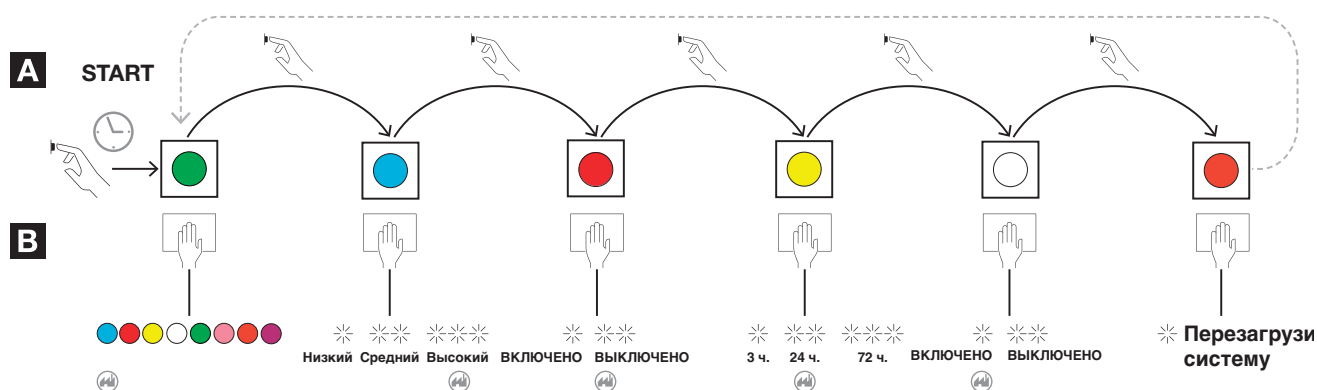 A START
B
Низкий Средний Высокий ВКЛЮЧЕНО ВЫКЛЮЧЕНО 3 ч. 24 ч. 72 ч. ВКЛЮЧЕНО ВЫКЛЮЧЕНО Перезагрузи
систему